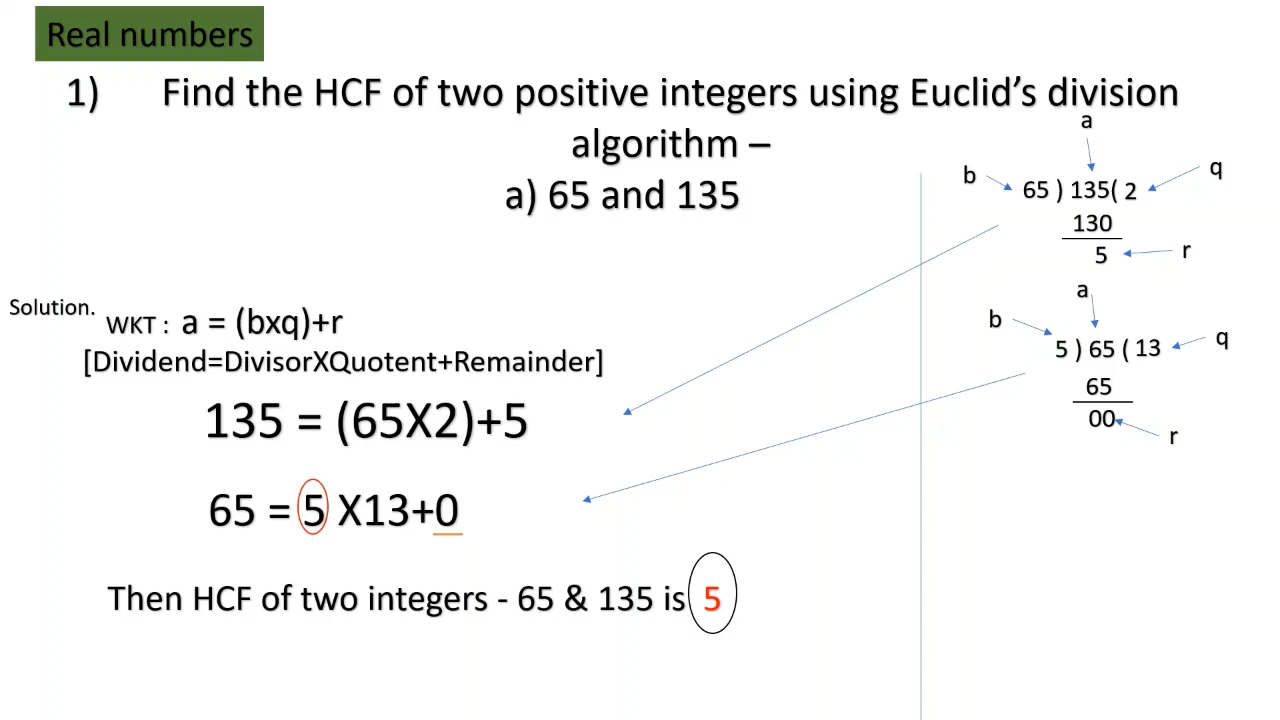 Real numbers
1) Find the HCF of two positive integers using Euclid's division
algorithm –
a) 65 and 135
a
b
q
65 ) 135( 2
130
5
r
a
b
q
5 ) 65 ( 13
65
00
r
Solution.
WKT : a = (bxq)+r
[Dividend=DivisorXQuotent+Remainder]
135 = (65X2)+5
65 = 5 X13+0
Then HCF of two integers - 65 & 135 is 5